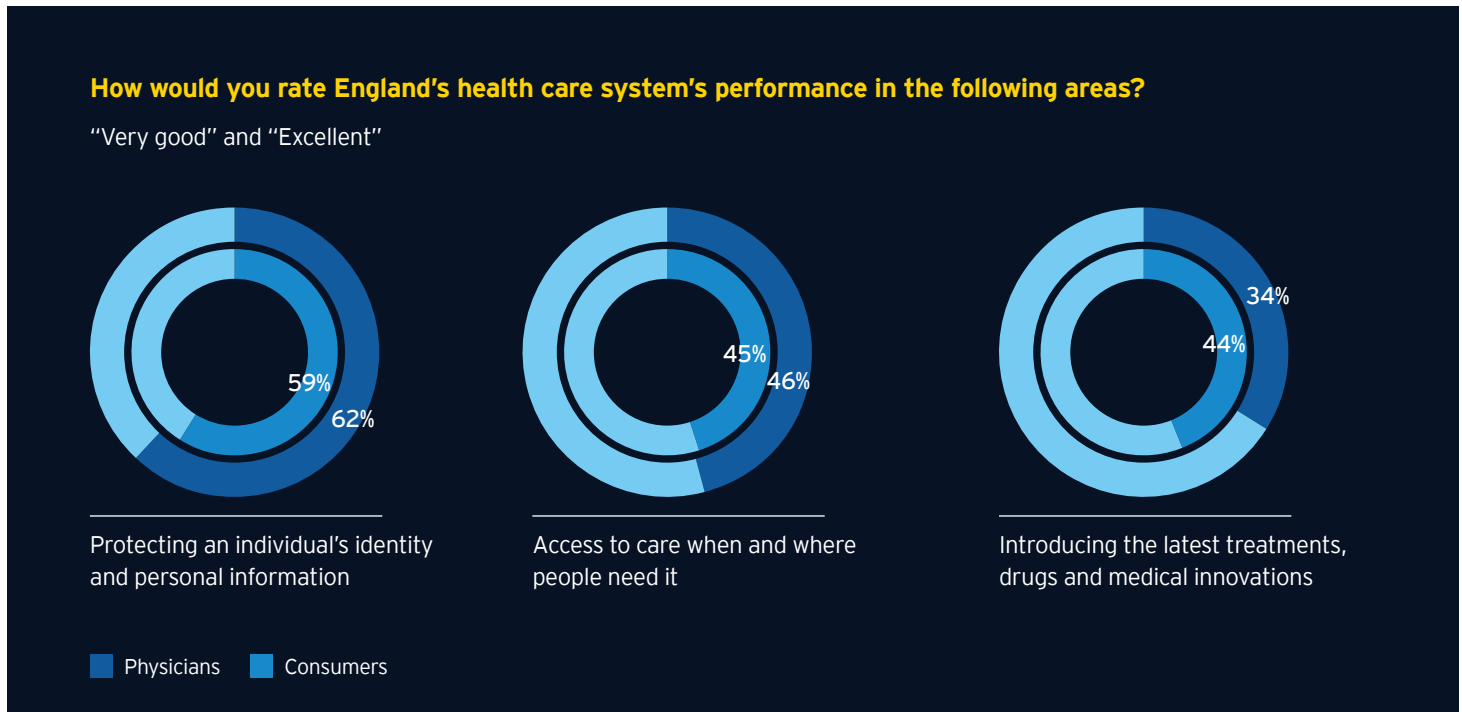 How would you rate England’s health care system’s performance in the following areas?
“Very good” and “Excellent”
59%
62%
45%
46%
34%
44%
Protecting an individual’s identity
and personal information
Access to care when and where
people need it
Introducing the latest treatments,
drugs and medical innovations
Physicians
Consumers